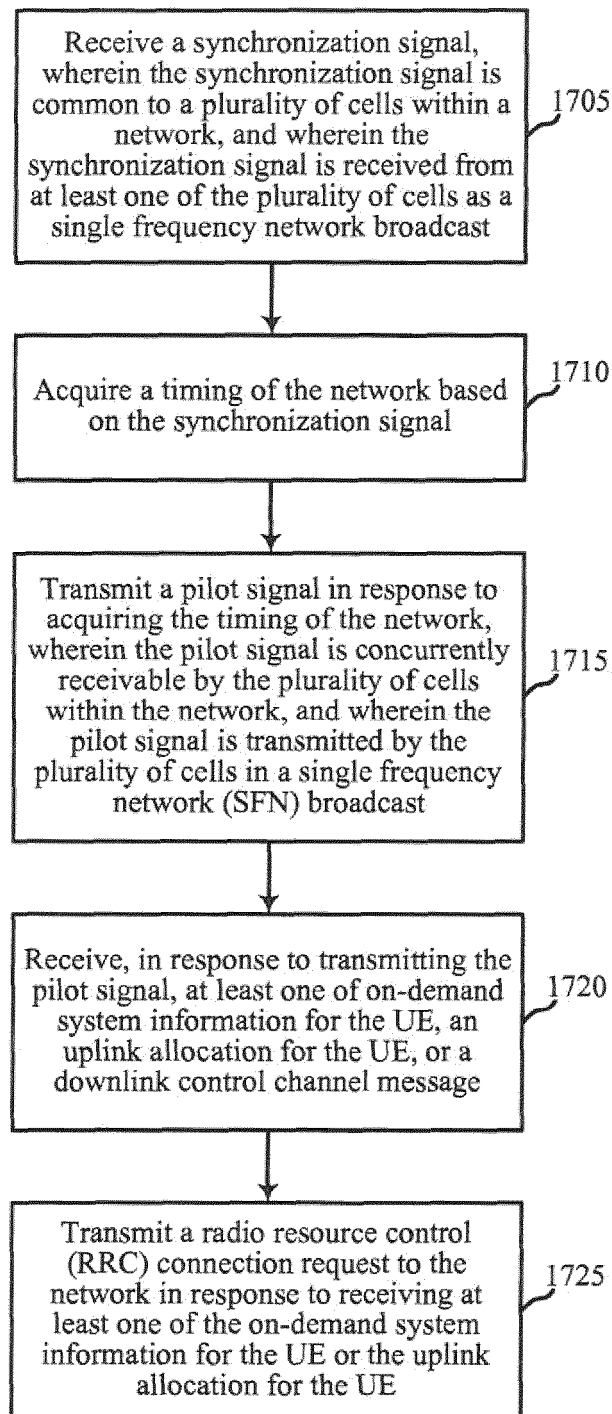 Receive a synchronization signal,
wherein the synchronization signal is
common to a plurality of cells within a
network, and wherein the
synchronization signal is received from
at least one of the plurality of cells as a
single frequency network broadcast
1705
Acquire a timing of the network based
on the synchronization signal
1710
Transmit a pilot signal in response to
acquiring the timing of the network,
wherein the pilot signal is concurrently
receivable by the plurality of cells
within the network, and wherein the
pilot signal is transmitted by the
plurality of cells in a single frequency
network (SFN) broadcast
1715
Receive, in response to transmitting the
pilot signal, at least one of on-demand
system information for the UE, an
uplink allocation for the UE, or a
downlink control channel message
1720
Transmit a radio resource control
(RRC) connection request to the
network in response to receiving at
least one of the on-demand system
information for the UE or the uplink
allocation for the UE
1725